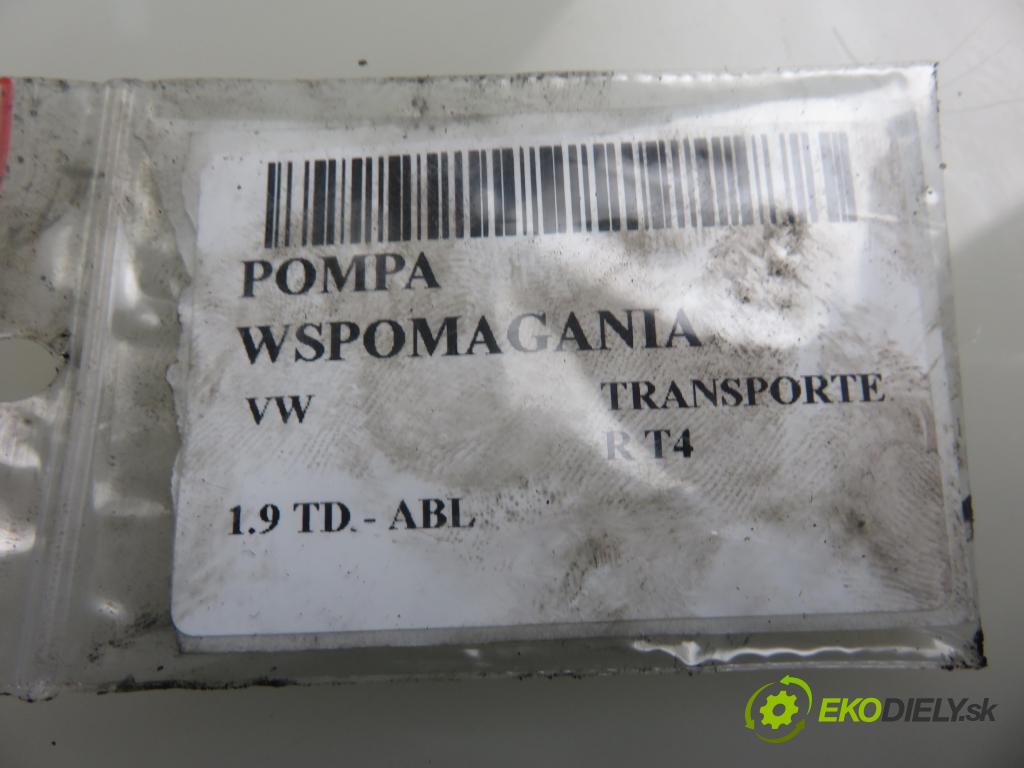 POMPA
WSPOMAGANIA
VW
TRANSPORTE
R T4
1.9 TD - ABL
EKODIELY.sk